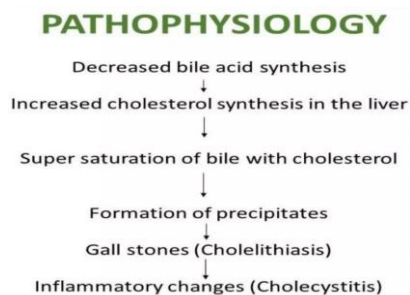 PATHOPHYSIOLOGY
Decreased bile acid synthesis
Increased cholesterol synthesis in the liver
Super saturation of bile with cholesterol
Formation of precipitates
Gall stones (Cholelithiasis)
Inflammatory changes (Cholecystitis)